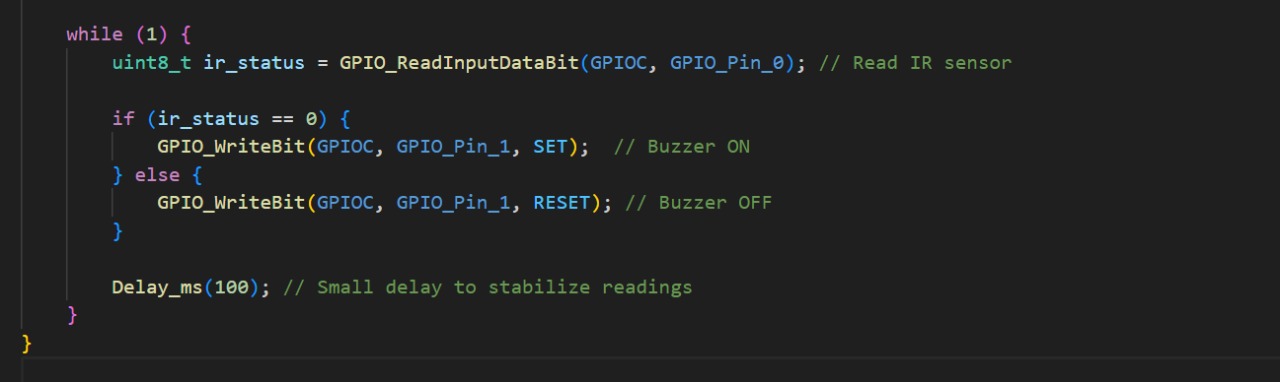 while (1) {
uint8_t ir_status = GPIO_ReadInputDataBit(GPIOC, GPIO_Pin_0); // Read IR sensor
if (ir_status == 0) {
GPIO_WriteBit(GPIOC, GPIO_Pin_1, SET);  // Buzzer ON
} else {
GPIO_WriteBit(GPIOC, GPIO_Pin_1, RESET); // Buzzer OFF
}
Delay_ms(100); // Small delay to stabilize readings
}
}